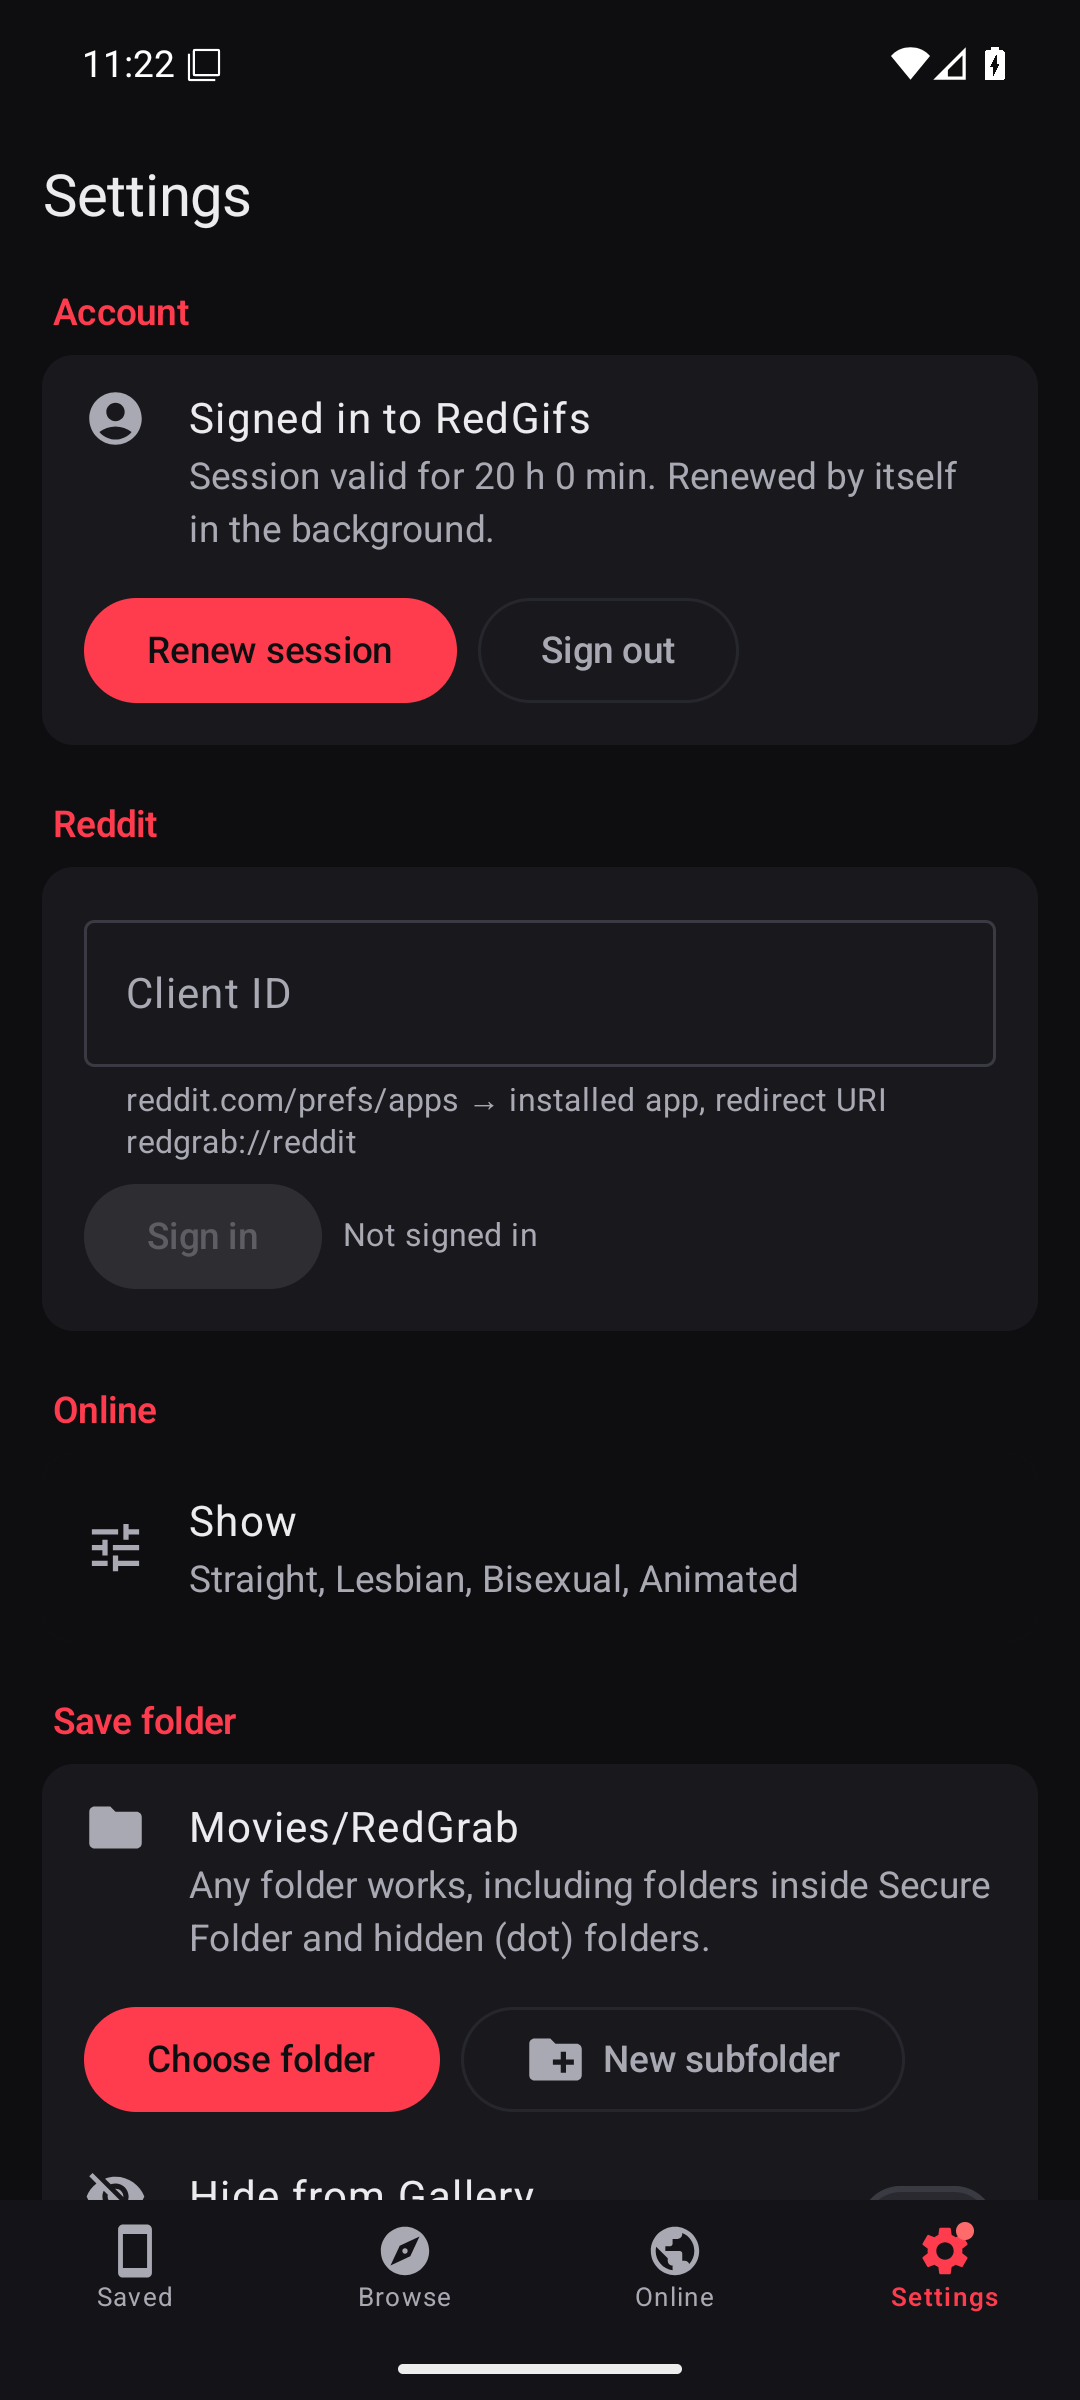 11:22
Settings
Account
Signed in to RedGifs
Session valid for 20 h 0 min. Renewed by itself
in the background.
Renew session
Sign out
Reddit
Client ID
reddit.com/prefs/apps → installed app, redirect URI
redgrab://reddit
Sign in
Not signed in
Online
Show
Straight, Lesbian, Bisexual, Animated
Save folder
Movies/RedGrab
Any folder works, including folders inside Secure
Folder and hidden (dot) folders.
Choose folder
New subfolder
Hide from Gallery
Saved
Browse
Online
Settings